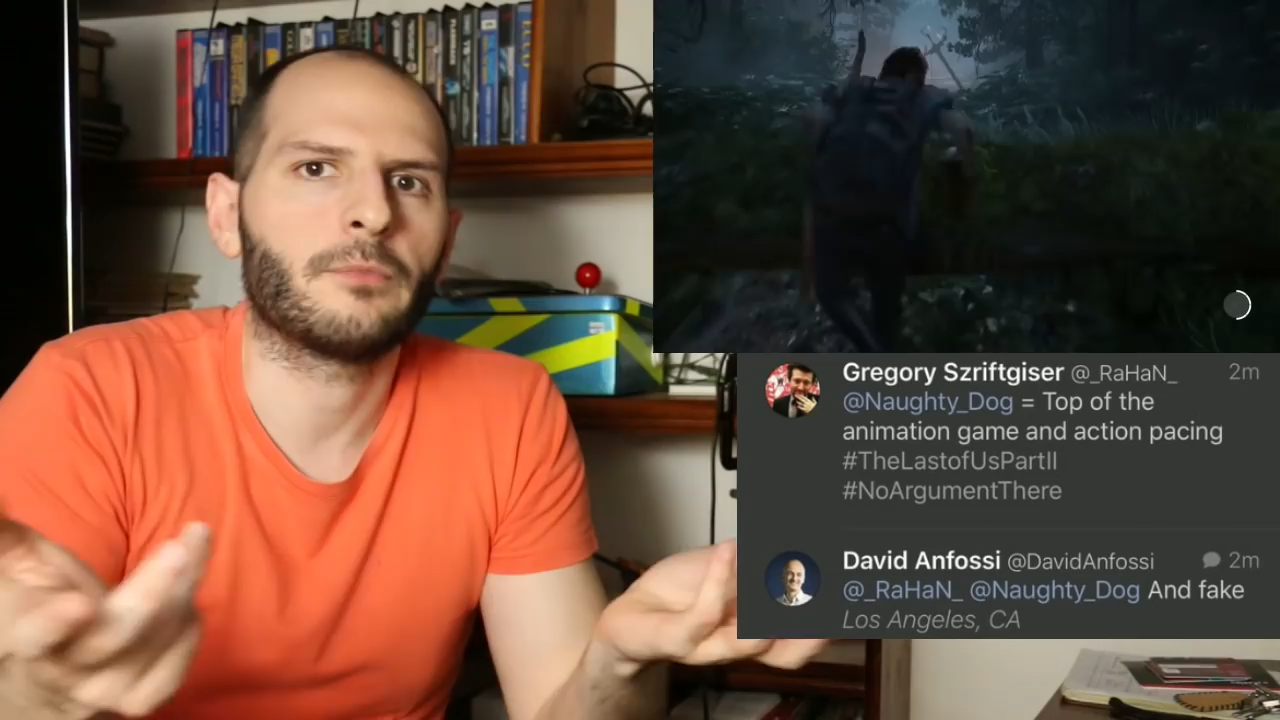 Gregory Szriftgiser @_RaHaN_ 2m
@Naughty_Dog = Top of the
animation game and action pacing
#TheLastofUsPartII
#NoArgumentThere
David Anfossi @DavidAnfossi 2m
@_RaHaN_ @Naughty_Dog And fake
Los Angeles, CA